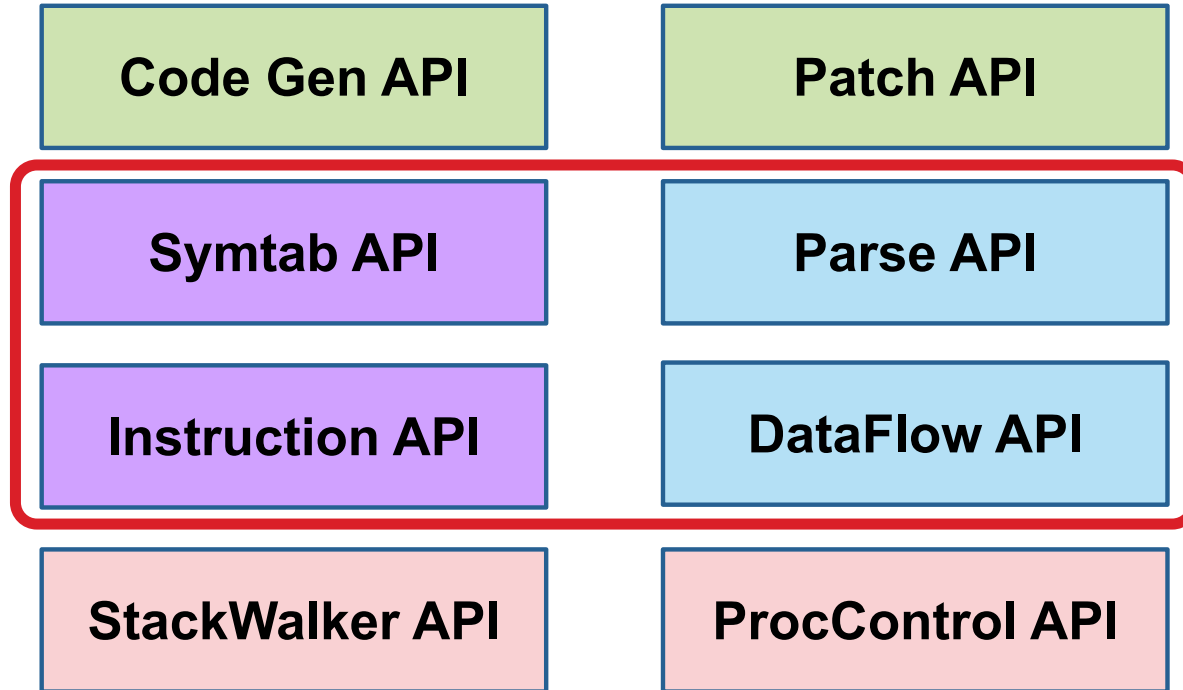 Code Gen API
Patch API
Symtab API
Parse API
Instruction API
DataFlow API
StackWalker API
ProcControl API